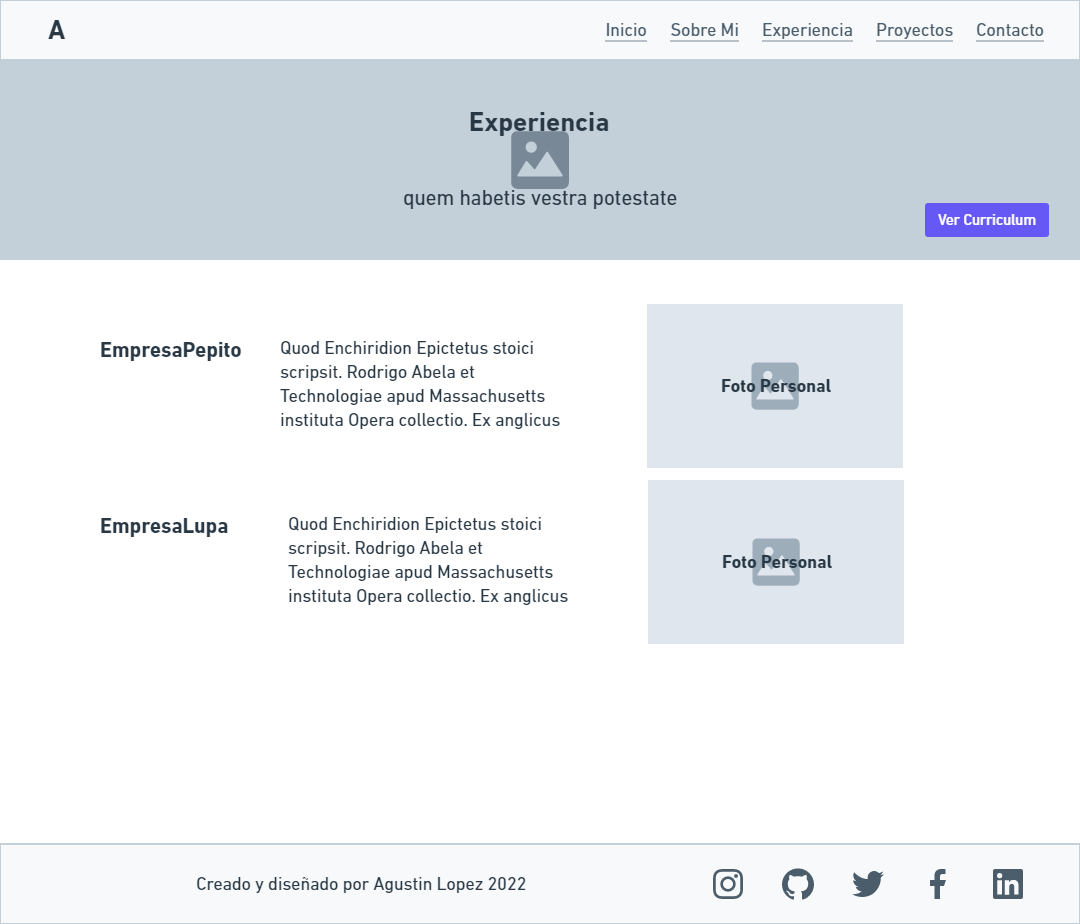 A
Inicio Sobre Mi Experiencia Proyectos Contacto
Experiencia
quem habetis vestra potestate
Ver Curriculum
EmpresaPepito
Quod Enchiridion Epictetus stoici
scripsit. Rodrigo Abela et
Technologiae apud Massachusetts
instituta Opera collectio. Ex anglicus
Foto Personal
EmpresaLupa
Quod Enchiridion Epictetus stoici
scripsit. Rodrigo Abela et
Technologiae apud Massachusetts
instituta Opera collectio. Ex anglicus
Foto Personal
Creado y diseñado por Agustin Lopez 2022